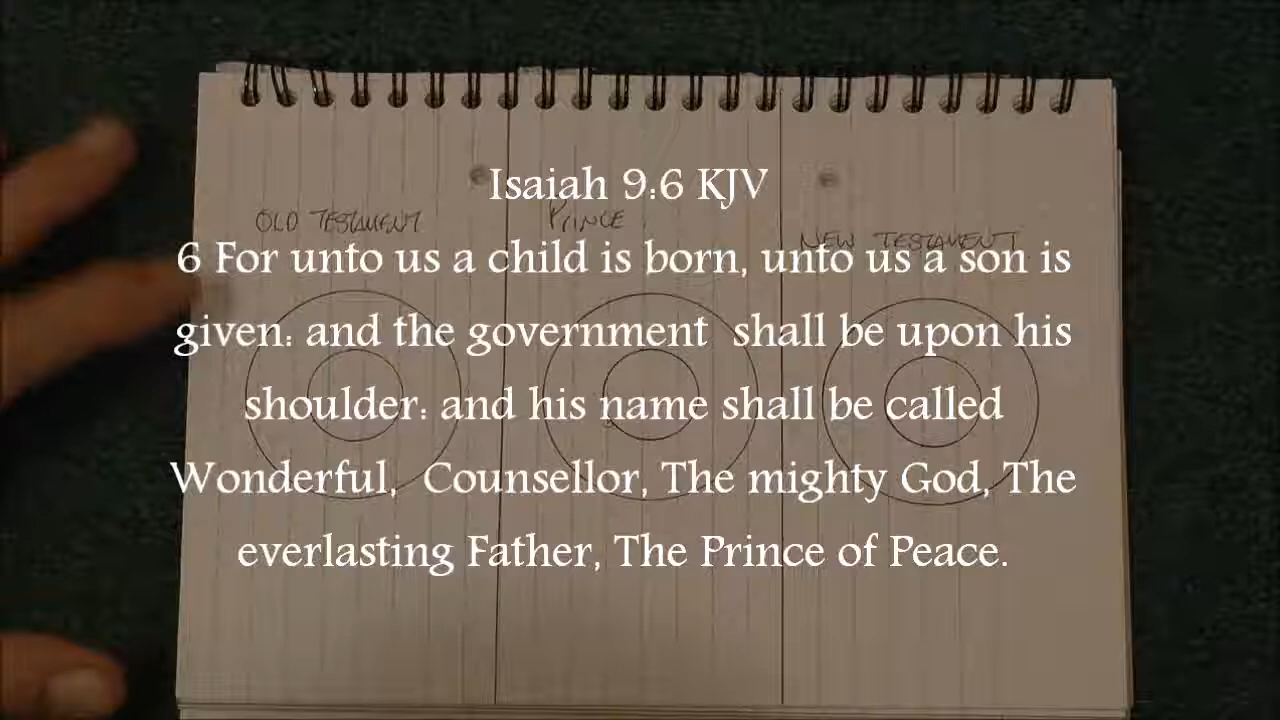 Isaiah 9:6 KJV
OLD TESTAMENT
PRINCE
NEW TESTAMENT
6 For unto us a child is born, unto us a son is
given: and the government shall be upon his
shoulder: and his name shall be called
Wonderful, Counsellor, The mighty God, The
everlasting Father, The Prince of Peace.